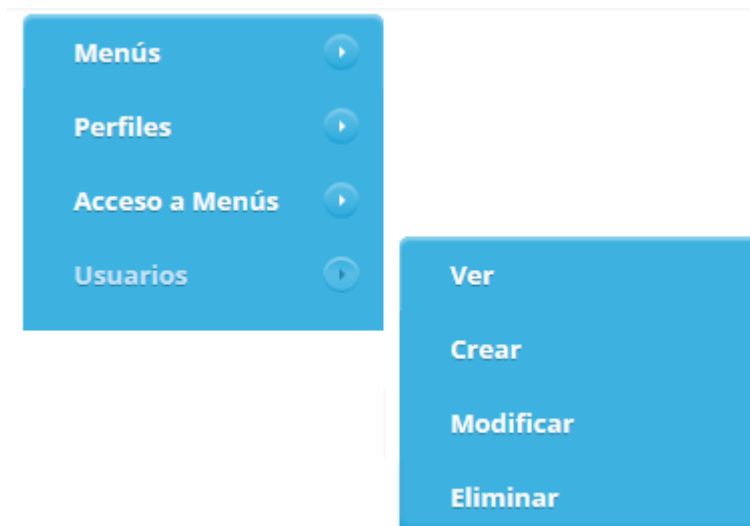 Menús
Perfiles
Acceso a Menús
Usuarios
Ver
Crear
Modificar
Eliminar